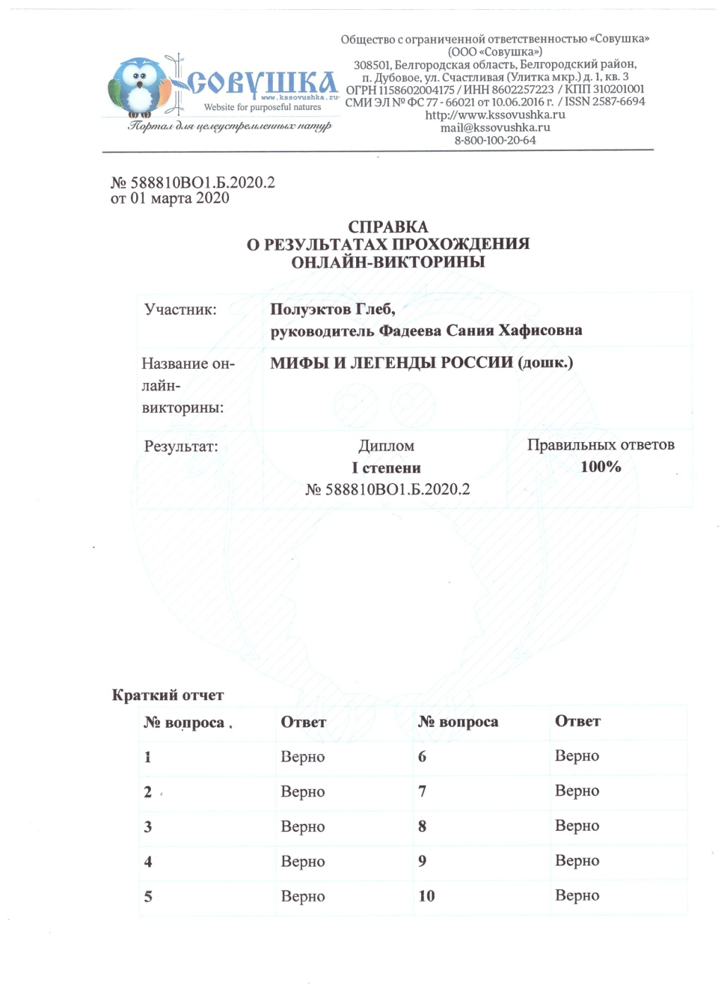 СОВУШКА
www.kssovushka.ru
Website for purposeful natures
Портал для целеустремленных натур
Общество с ограниченной ответственностью «Совушка»
(ООО «Совушка»)
308501, Белгородская область, Белгородский район,
п. Дубовое, ул. Счастливая (Улитка мкр.) д. 1, кв. 3
ОГРН 1158602004175 / ИНН 8602257223 / КПП 310201001
СМИ ЭЛ № ФС 77 - 66021 от 10.06.2016 г. / ISSN 2587-6694
http://www.kssovushka.ru
mail@kssovushka.ru
8-800-100-20-64
№ 588810ВО1.Б.2020.2
от 01 марта 2020
СПРАВКА
О РЕЗУЛЬТАТАХ ПРОХОЖДЕНИЯ
ОНЛАЙН-ВИКТОРИНЫ
Участник: Полуэктов Глеб,
руководитель Фадеева Сания Хафисовна
Название он- МИФЫ И ЛЕГЕНДЫ РОССИИ (дошк.)
лайн-
викторины:
Результат: Диплом Правильных ответов
I степени 100%
№ 588810ВО1.Б.2020.2
Краткий отчет
№ вопроса Ответ № вопроса Ответ
1 Верно 6 Верно
2 Верно 7 Верно
3 Верно 8 Верно
4 Верно 9 Верно
5 Верно 10 Верно